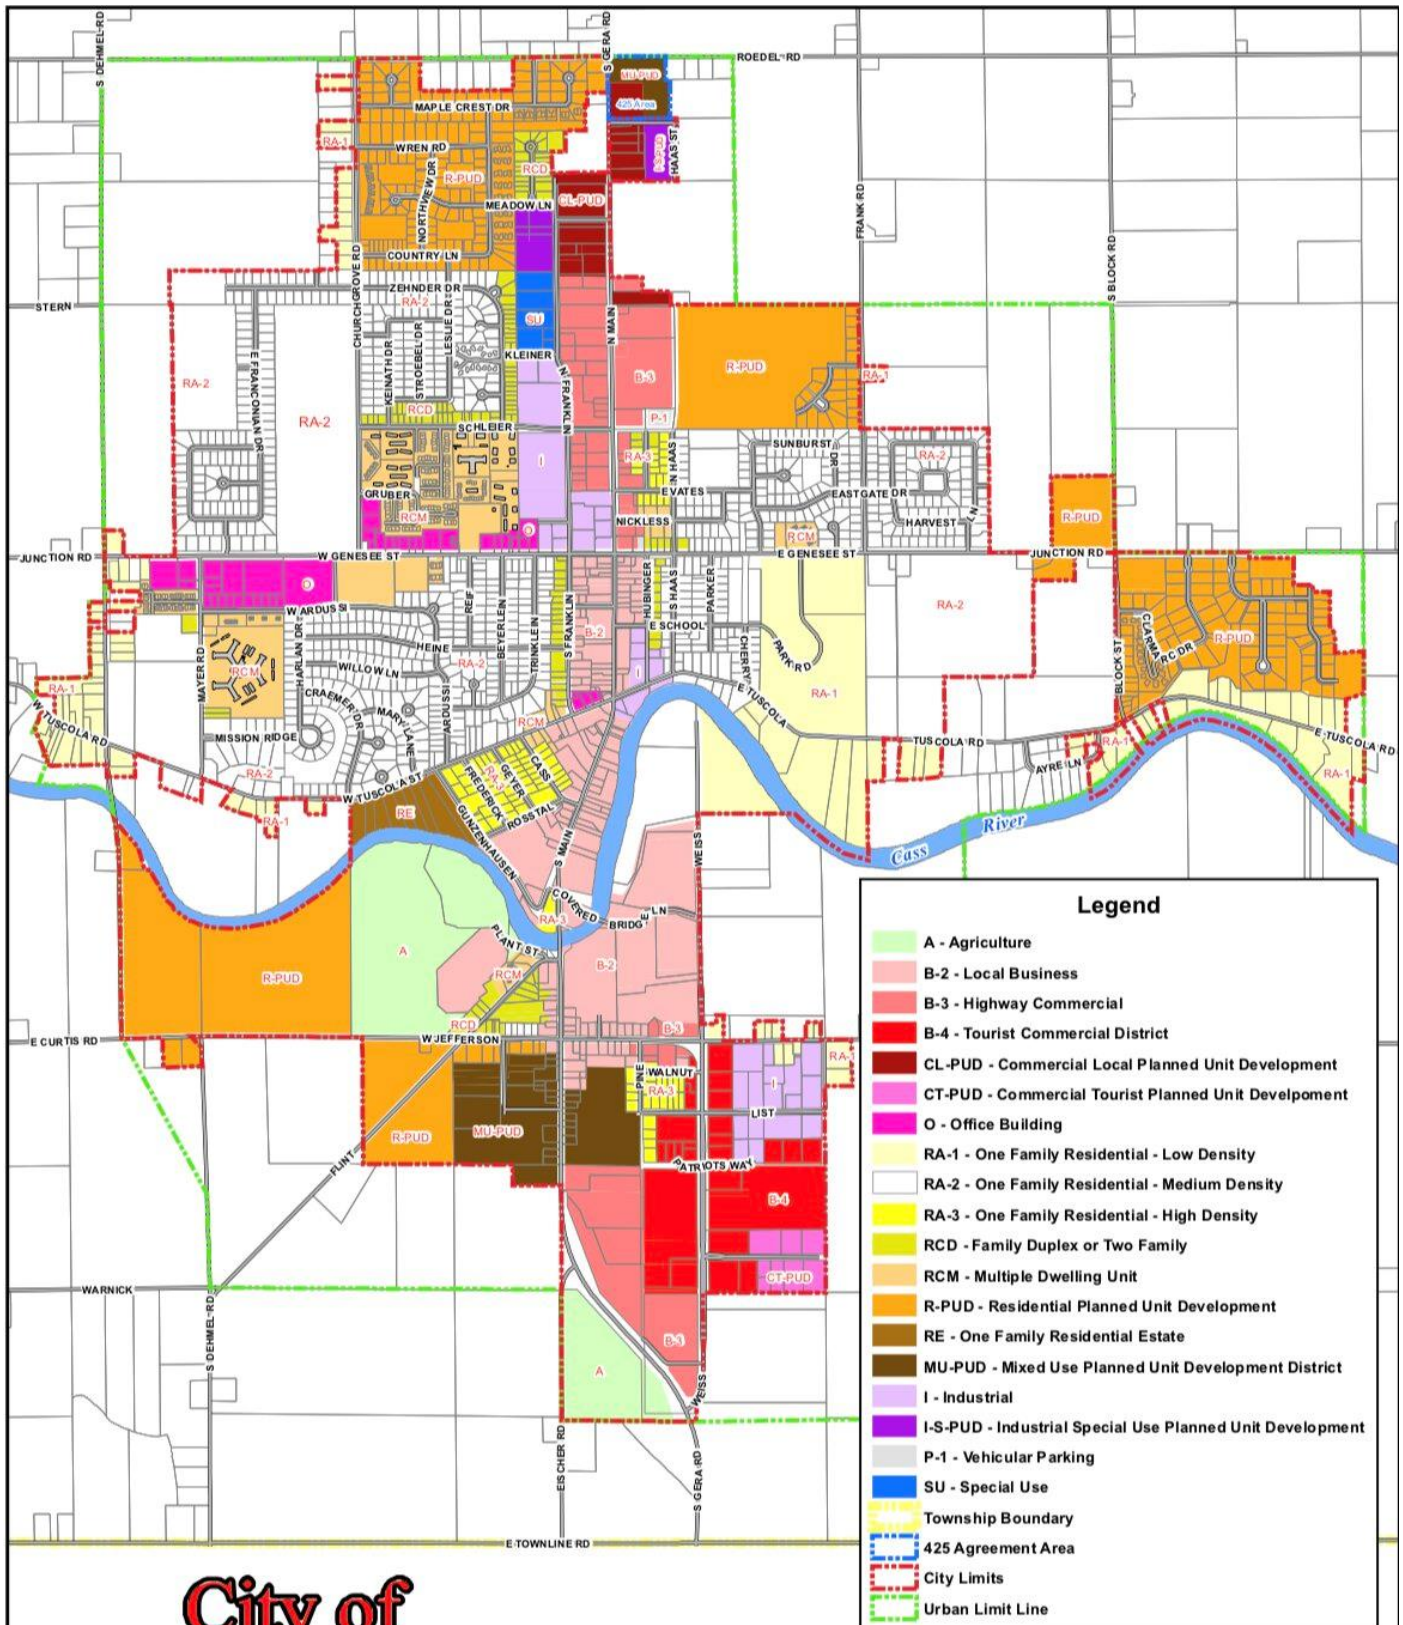 S DEHMEL RD
S GERA RD
ROEDEL RD
MU-PUD
425 Area
MAPLE CREST DR
RA-1
WREN RD
RCD
I-S-PUD
HAAS ST
R-PUD
NORTHVIEW DR
MEADOW LN
CL-PUD
FRANK RD
S BLOCK RD
COUNTRY LN
CHURCHGROVE RD
ZEHNDER DR
RA-2
STERN
LESLIE DR
SU
N MAIN
KEINATH DR
STROEBEL DR
KLEINER
E FRANCONIAN DR
RA-2
N FRANKLIN
B-3
R-PUD
RA-1
RCD
P-1
RA-2
SCHLEIER
SUNBURST DR
RA-3
N HAAS
RA-2
I
GRUBER
E VATES
EASTGATE DR
RCM
O
NICKLESS
HARVEST
LN
R-PUD
RCM
JUNCTION RD
W GENESEE ST
E GENESEE ST
JUNCTION RD
O
W ARDUSSI
REIF
BEYERLEIN
TRINKLEIN
S FRANKLIN
HUBINGER
S HAAS
PARKER
RA-2
HEINE
B-2
E SCHOOL
CHERRY
CLARMARC DR
R-PUD
MAYER RD
HARLAN DR
WILLOW LN
RA-2
PARK RD
BLOCK ST
RCM
I
RA-1
RA-1
W TUSCOLA RD
CRAEMER DR
MARY LANE
ARDUSSI
E TUSCOLA
RCM
MISSION RIDGE
TUSCOLA RD
RA-1
E TUSCOLA RD
RA-2
W TUSCOLA ST
RA-3
FREDERICK
GEYER
CASS
AYRE LN
RA-1
RA-1
RE
GUNZENHAUSEN
ROSSTAL
S MAIN
WEISS
Cass
River
COVERED
BRIDGE LN
RA-3
PLANT ST
A
B-2
RCM
R-PUD
RCD
B-3
E CURTIS RD
W JEFFERSON
RA-1
PINE
WALNUT
RA-3
I
LIST
R-PUD
MU-PUD
FLINT
PATRIOTS WAY
B-4
CT-PUD
WARNICK
S DEHMEL RD
B-3
A
WEISS
EISCHER RD
S GERA RD
E TOWNLINE RD
City of
Legend
A - Agriculture
B-2 - Local Business
B-3 - Highway Commercial
B-4 - Tourist Commercial District
CL-PUD - Commercial Local Planned Unit Development
CT-PUD - Commercial Tourist Planned Unit Develpoment
O - Office Building
RA-1 - One Family Residential - Low Density
RA-2 - One Family Residential - Medium Density
RA-3 - One Family Residential - High Density
RCD - Family Duplex or Two Family
RCM - Multiple Dwelling Unit
R-PUD - Residential Planned Unit Development
RE - One Family Residential Estate
MU-PUD - Mixed Use Planned Unit Development District
I - Industrial
I-S-PUD - Industrial Special Use Planned Unit Development
P-1 - Vehicular Parking
SU - Special Use
Township Boundary
425 Agreement Area
City Limits
Urban Limit Line